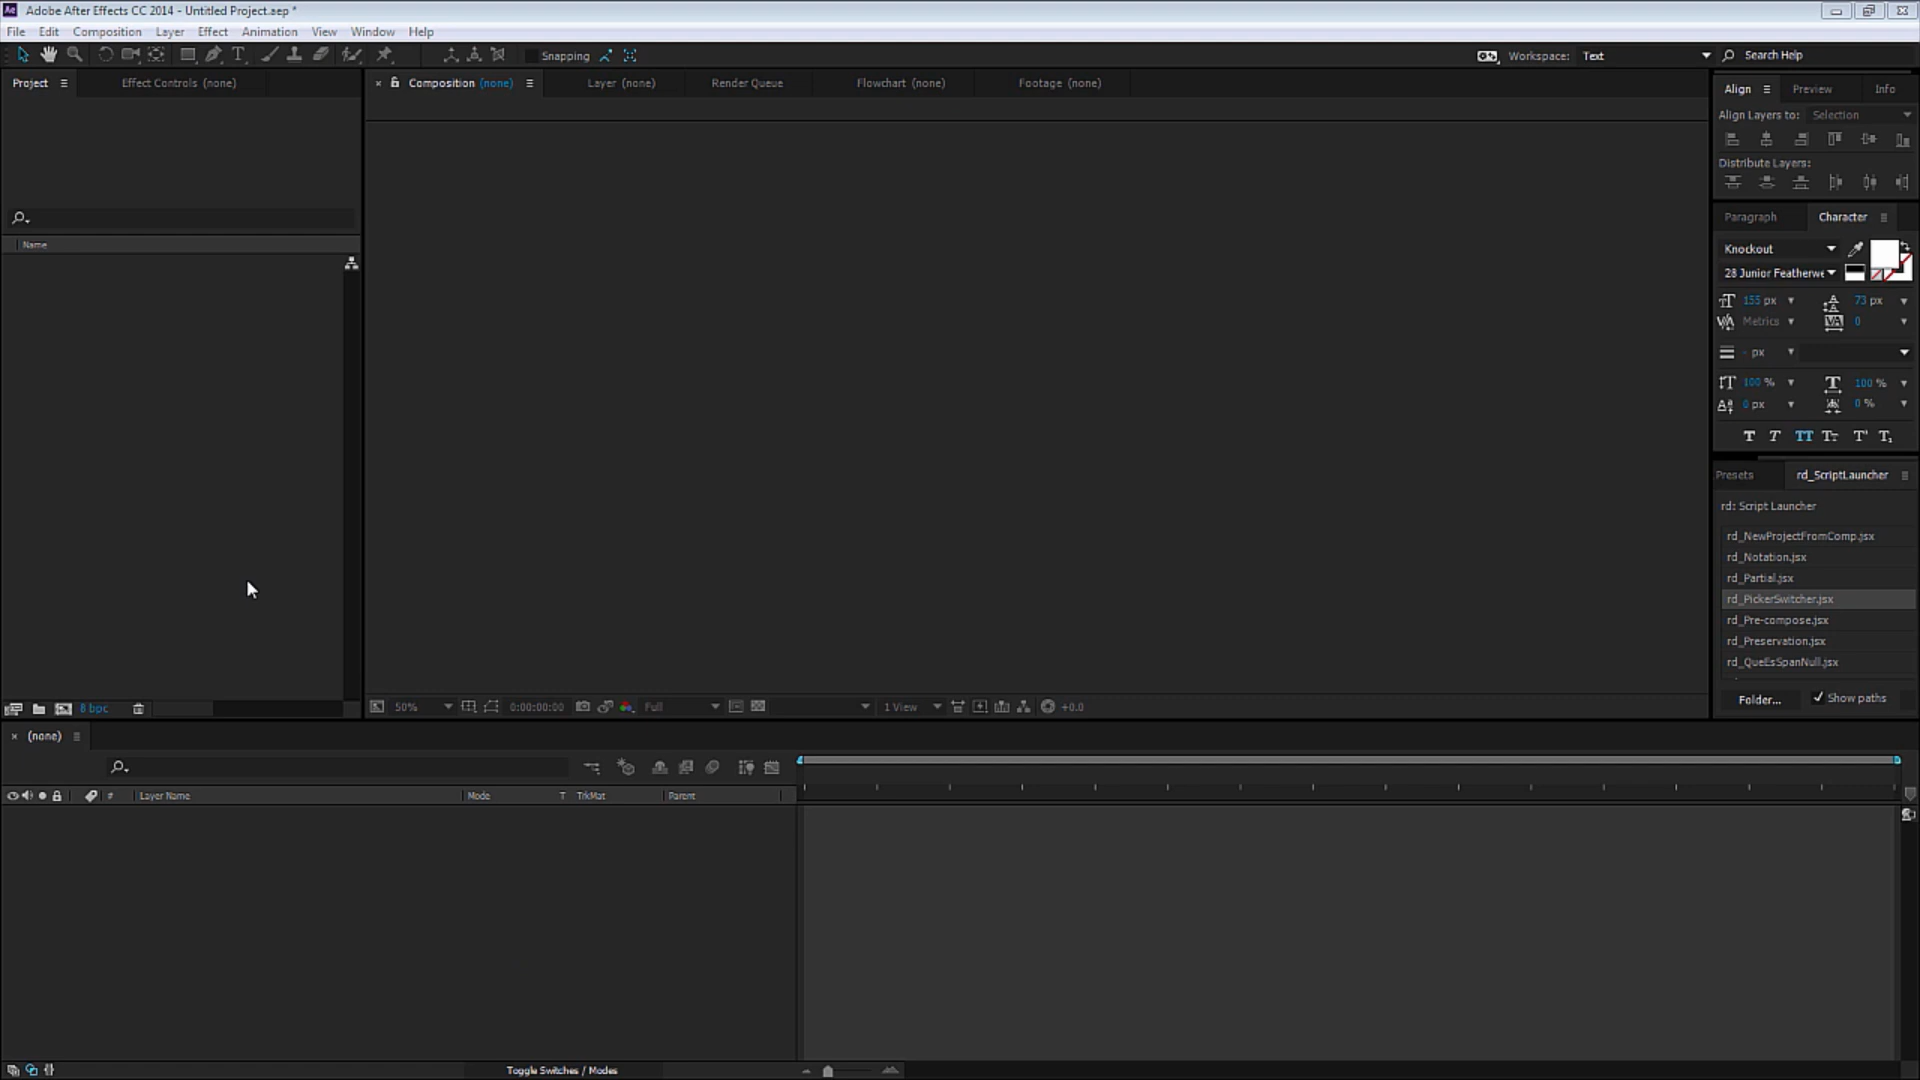 Adobe After Effects CC 2014 - Untitled Project.aep *
File Edit Composition Layer Effect Animation View Window Help
Snapping
Workspace: Text
Search Help
Project
Effect Controls (none)
Composition (none)
Layer (none)
Render Queue
Flowchart (none)
Footage (none)
Align
Preview
Info
Align Layers to: Selection
Distribute Layers:
Paragraph
Character
Knockout
28 Junior Featherwe
155 px
73 px
Metrics
0
- px
100 %
100 %
0 px
0 %
Presets
rd_ScriptLauncher
rd: Script Launcher
rd_NewProjectFromComp.jsx
rd_Notation.jsx
rd_Partial.jsx
rd_PickerSwitcher.jsx
rd_Pre-compose.jsx
rd_Preservation.jsx
rd_QueEsSpanNull.jsx
Folder...
Show paths
Name
8 bpc
50%
0:00:00:00
Full
1 View
+0.0
(none)
# Layer Name
Mode
T TrkMat
Parent
Toggle Switches / Modes